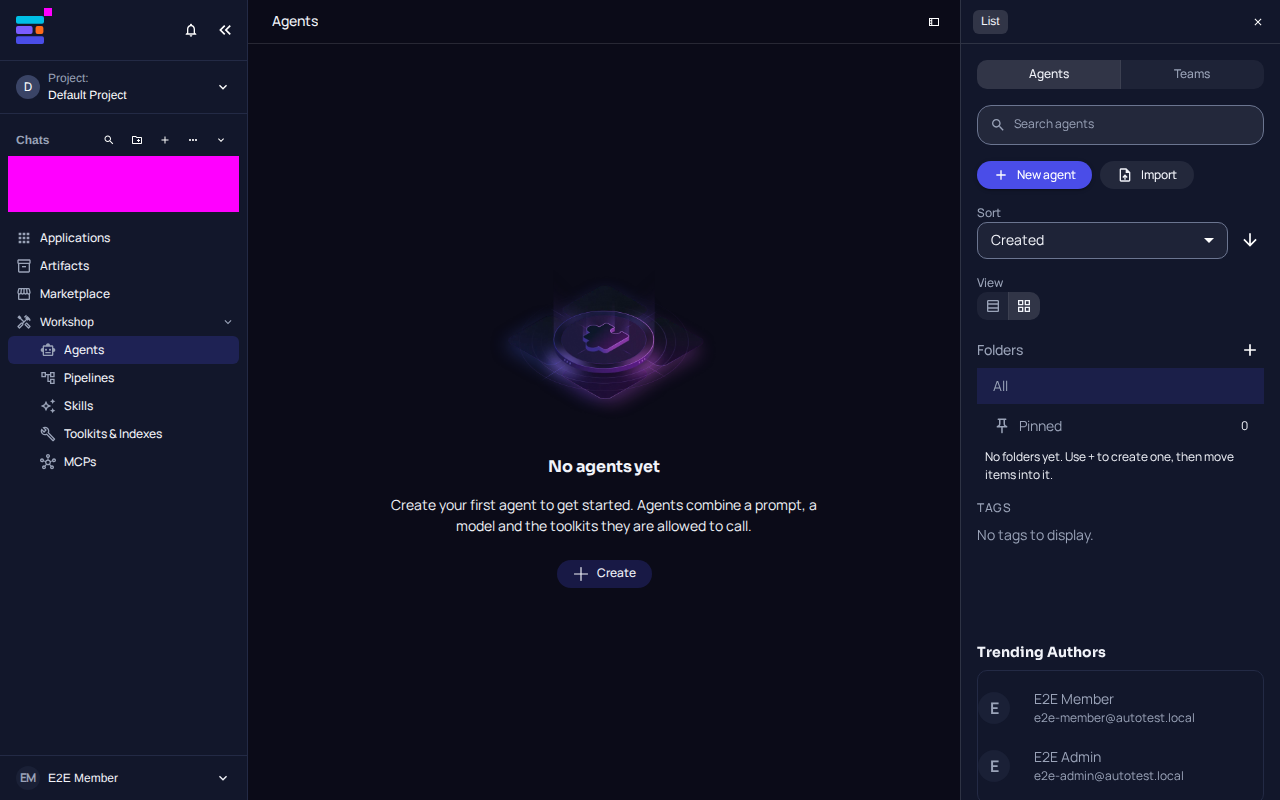 Agents
List
Project:
D
Default Project
Chats
Applications
Artifacts
Marketplace
Workshop
Agents
Pipelines
Skills
Toolkits & Indexes
MCPs
EM
E2E Member
No agents yet
Create your first agent to get started. Agents combine a prompt, a
model and the toolkits they are allowed to call.
Create
Agents
Teams
Search agents
New agent
Import
Sort
Created
View
Folders
All
Pinned
0
No folders yet. Use + to create one, then move
items into it.
TAGS
No tags to display.
Trending Authors
E
E2E Member
e2e-member@autotest.local
E
E2E Admin
e2e-admin@autotest.local